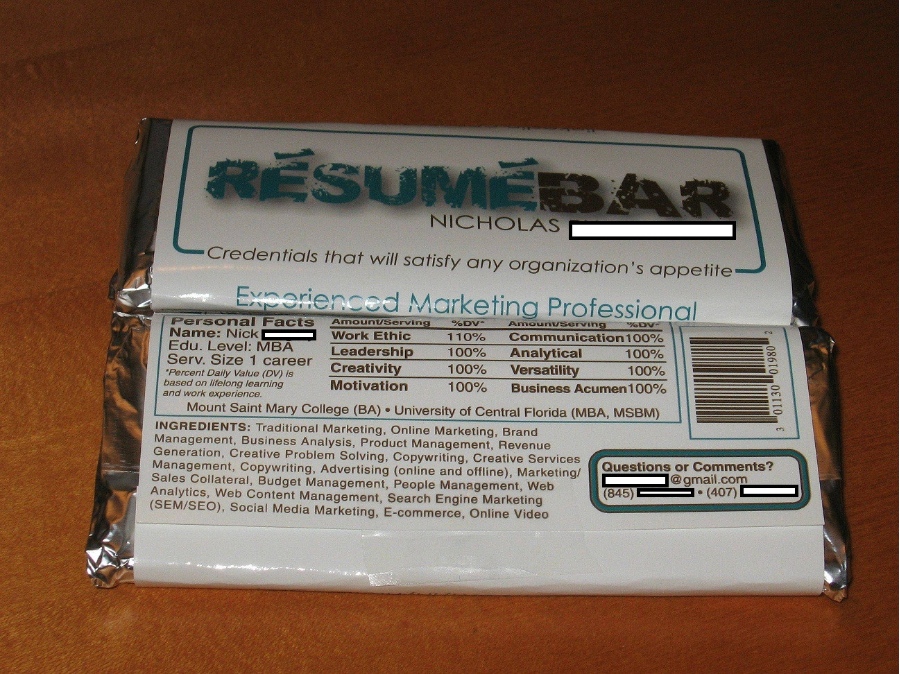 RÉSUMÉBAR
NICHOLAS
Credentials that will satisfy any organization's appetite
Experienced Marketing Professional
Personal Facts
Name: Nick
Edu. Level: MBA
Serv. Size 1 career
*Percent Daily Value (DV) is
based on lifelong learning
and work experience.
Amount/Serving %DV* Amount/Serving %DV*
Work Ethic 110% Communication 100%
Leadership 100% Analytical 100%
Creativity 100% Versatility 100%
Motivation 100% Business Acumen 100%
Mount Saint Mary College (BA) • University of Central Florida (MBA, MSBM)
INGREDIENTS: Traditional Marketing, Online Marketing, Brand
Management, Business Analysis, Product Management, Revenue
Generation, Creative Problem Solving, Copywriting, Creative Services
Management, Copywriting, Advertising (online and offline), Marketing/
Sales Collateral, Budget Management, People Management, Web
Analytics, Web Content Management, Search Engine Marketing
(SEM/SEO), Social Media Marketing, E-commerce, Online Video
3 01130 01980 2
Questions or Comments?
@gmail.com
(845) • (407)